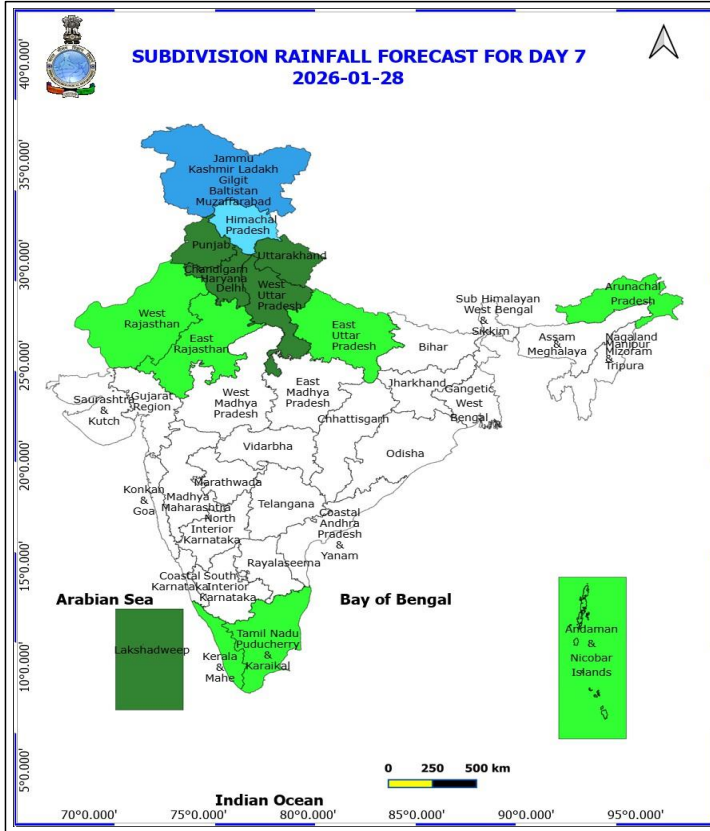 SUBDIVISION RAINFALL FORECAST FOR DAY 7
2026-01-28
40°0.000'
35°0.000'
30°0.000'
25°0.000'
20°0.000'
15°0.000'
10°0.000'
5°0.000'
Jammu
Kashmir Ladakh
Gilgit
Baltistan
Muzaffarabad
Himachal
Pradesh
Punjab
Uttarakhand
Chandigarh
Haryana
Delhi
West
Uttar
Pradesh
West
Rajasthan
East
Rajasthan
East
Uttar
Pradesh
Bihar
Sub Himalayan
West Bengal
&
Sikkim
Arunachal
Pradesh
Assam
&
Meghalaya
Nagaland
Manipur
Mizoram
&
Tripura
Saurashtra
&
Kutch
Gujarat
Region
West
Madhya
Pradesh
East
Madhya
Pradesh
Jharkhand
Gangetic
West
Bengal
Chhattisgarh
Odisha
Vidarbha
Konkan
&
Goa
Madhya
Maharashtra
Marathwada
Telangana
North
Interior
Karnataka
Coastal
Andhra
Pradesh
&
Yanam
Rayalaseema
Coastal
Karnataka
South
Interior
Karnataka
Arabian Sea
Bay of Bengal
Lakshadweep
Kerala
&
Mahe
Tamil Nadu
Puducherry
&
Karaikal
Andaman
&
Nicobar
Islands
0 250 500 km
Indian Ocean
70°0.000' 75°0.000' 80°0.000' 85°0.000' 90°0.000' 95°0.000'